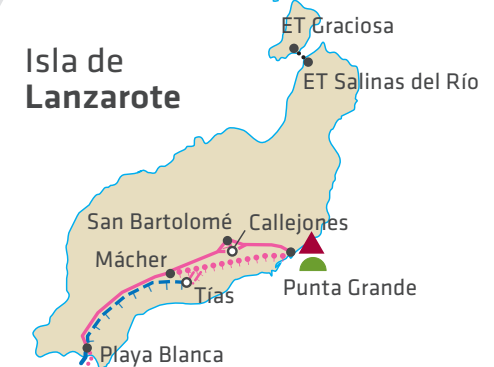 ET Graciosa
Isla de
Lanzarote
ET Salinas del Río
San Bartolomé
Callejones
Mácher
Tías
Punta Grande
Playa Blanca